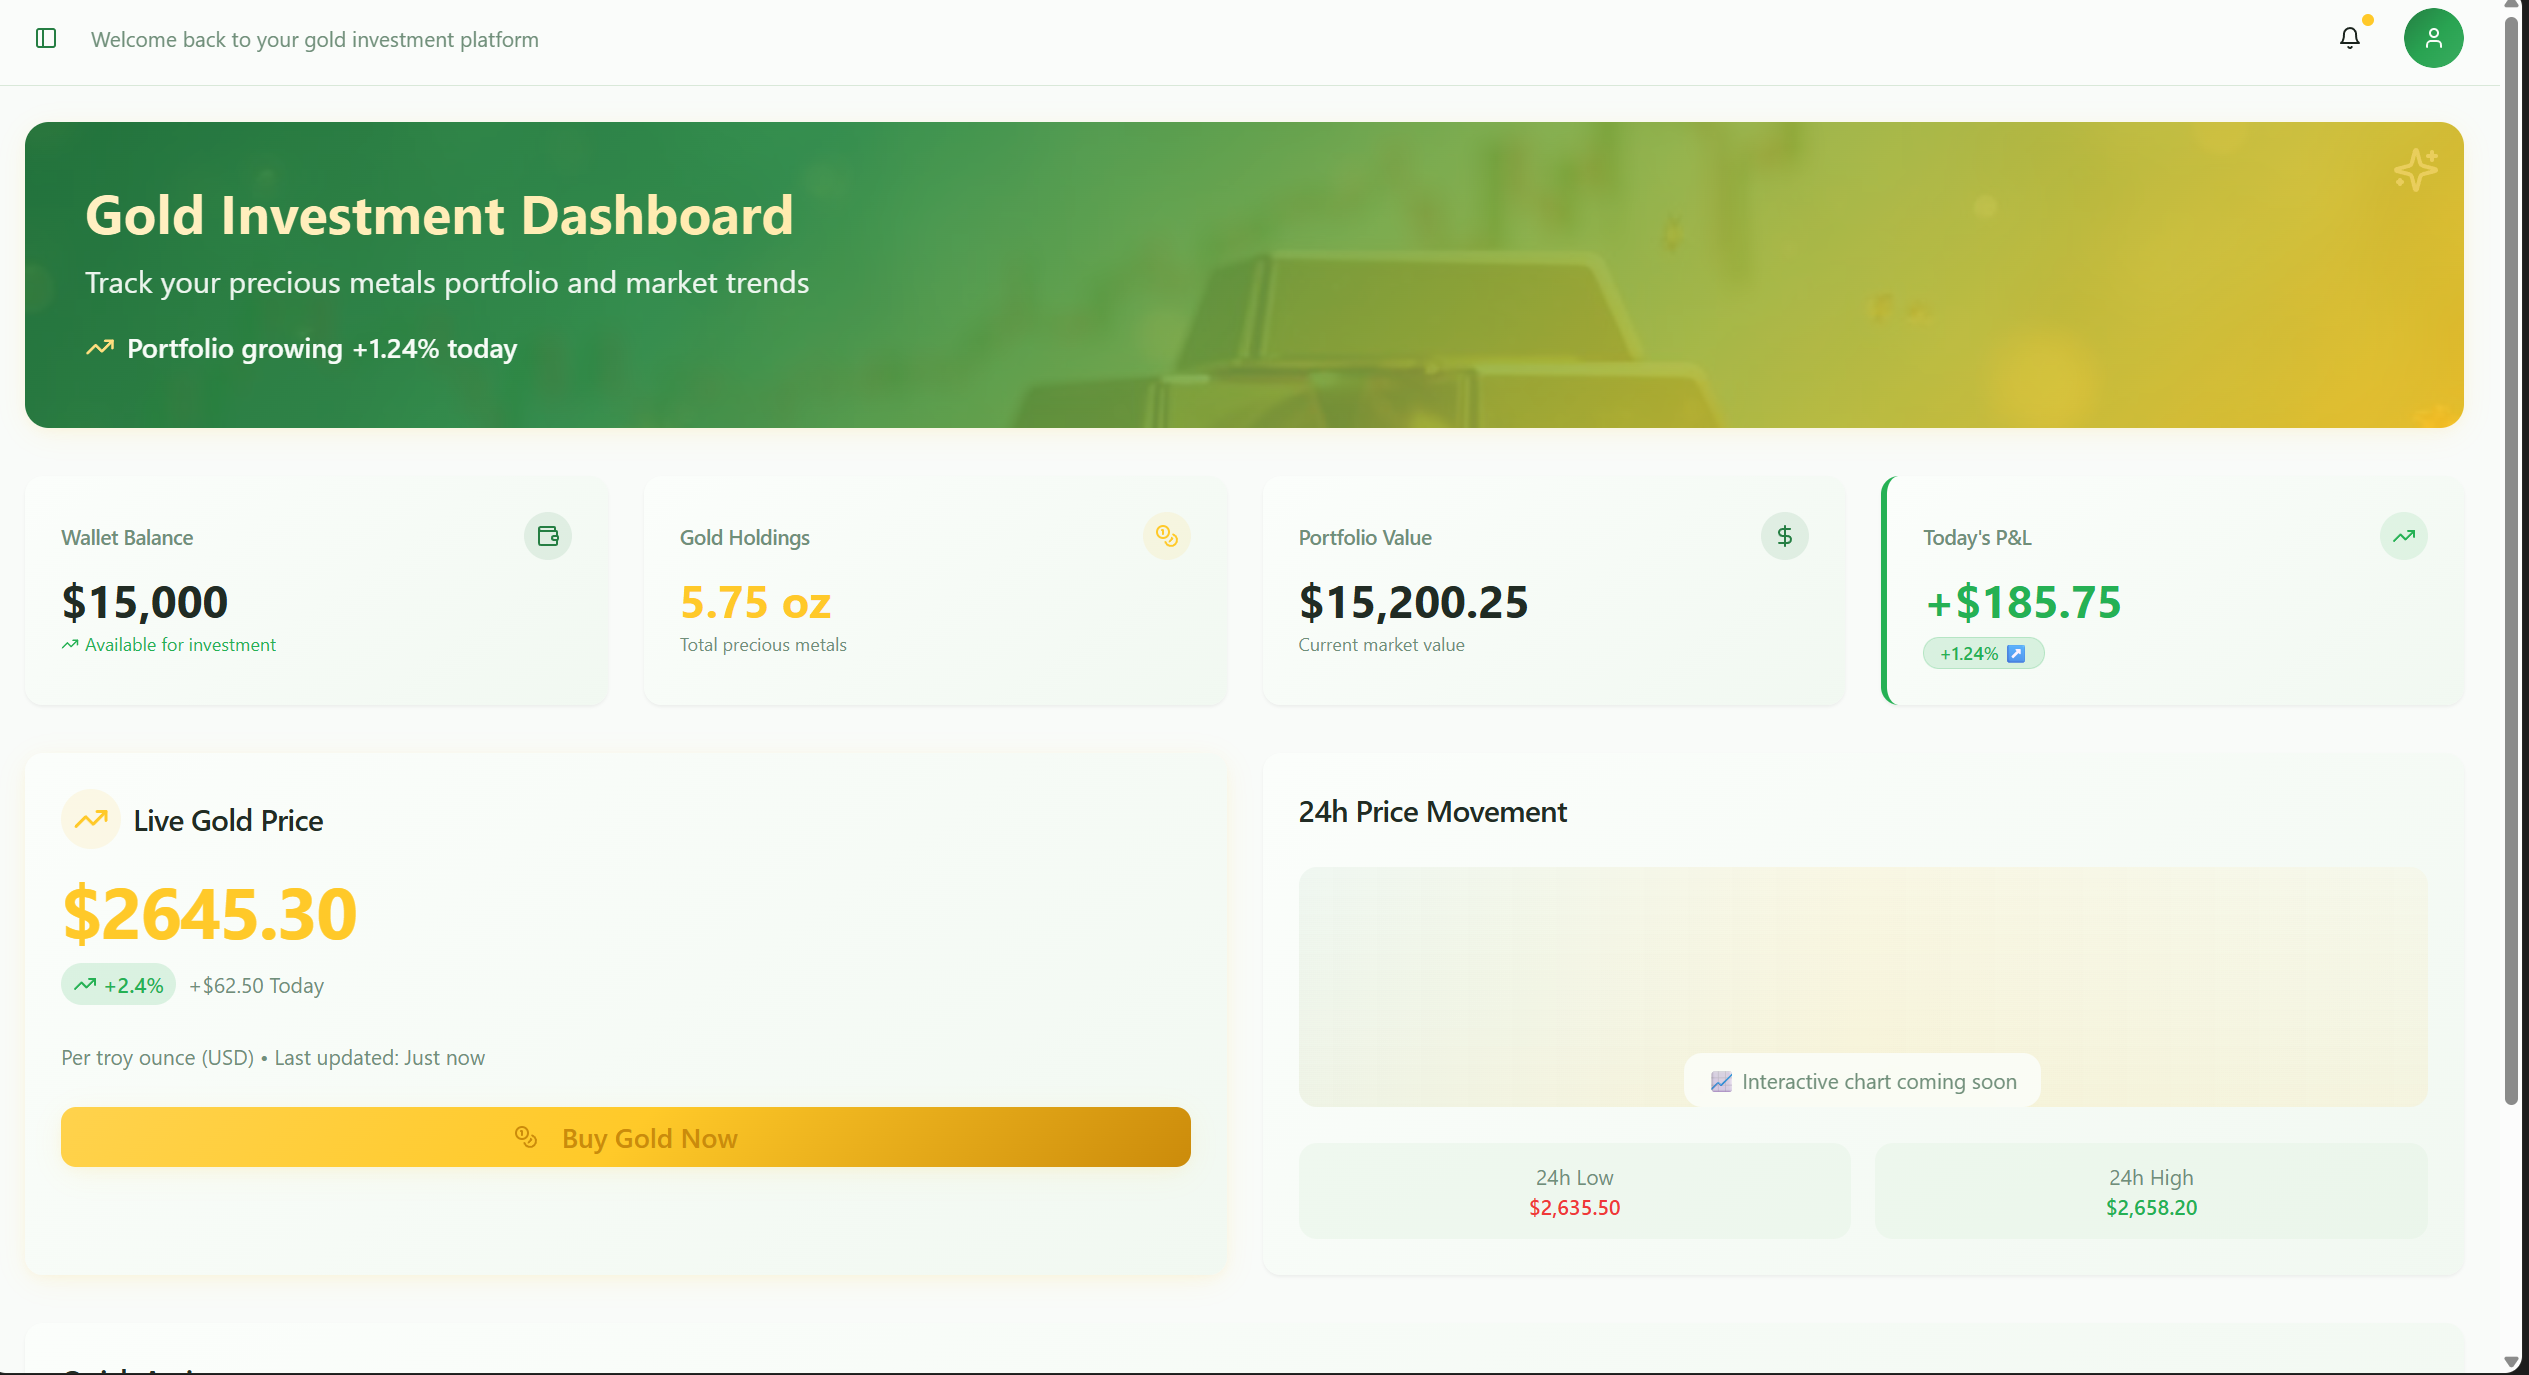 Welcome back to your gold investment platform
Gold Investment Dashboard
Track your precious metals portfolio and market trends
Portfolio growing +1.24% today
Wallet Balance
$15,000
Available for investment
Gold Holdings
5.75 oz
Total precious metals
Portfolio Value
$15,200.25
Current market value
Today's P&L
+$185.75
+1.24% ↗️
Live Gold Price
$2645.30
+2.4% +$62.50 Today
Per troy ounce (USD) • Last updated: Just now
Buy Gold Now
24h Price Movement
📈 Interactive chart coming soon
24h Low
$2,635.50
24h High
$2,658.20